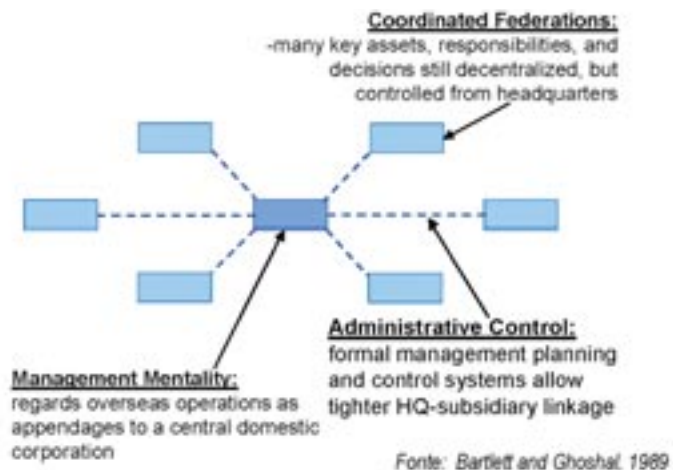 Coordinated Federations:
-many key assets, responsibilities, and
decisions still decentralized, but
controlled from headquarters
Administrative Control:
formal management planning
and control systems allow
tighter HQ-subsidiary linkage
Management Mentality:
regards overseas operations as
appendages to a central domestic
corporation
Fonte: Bartlett and Ghoshal, 1989